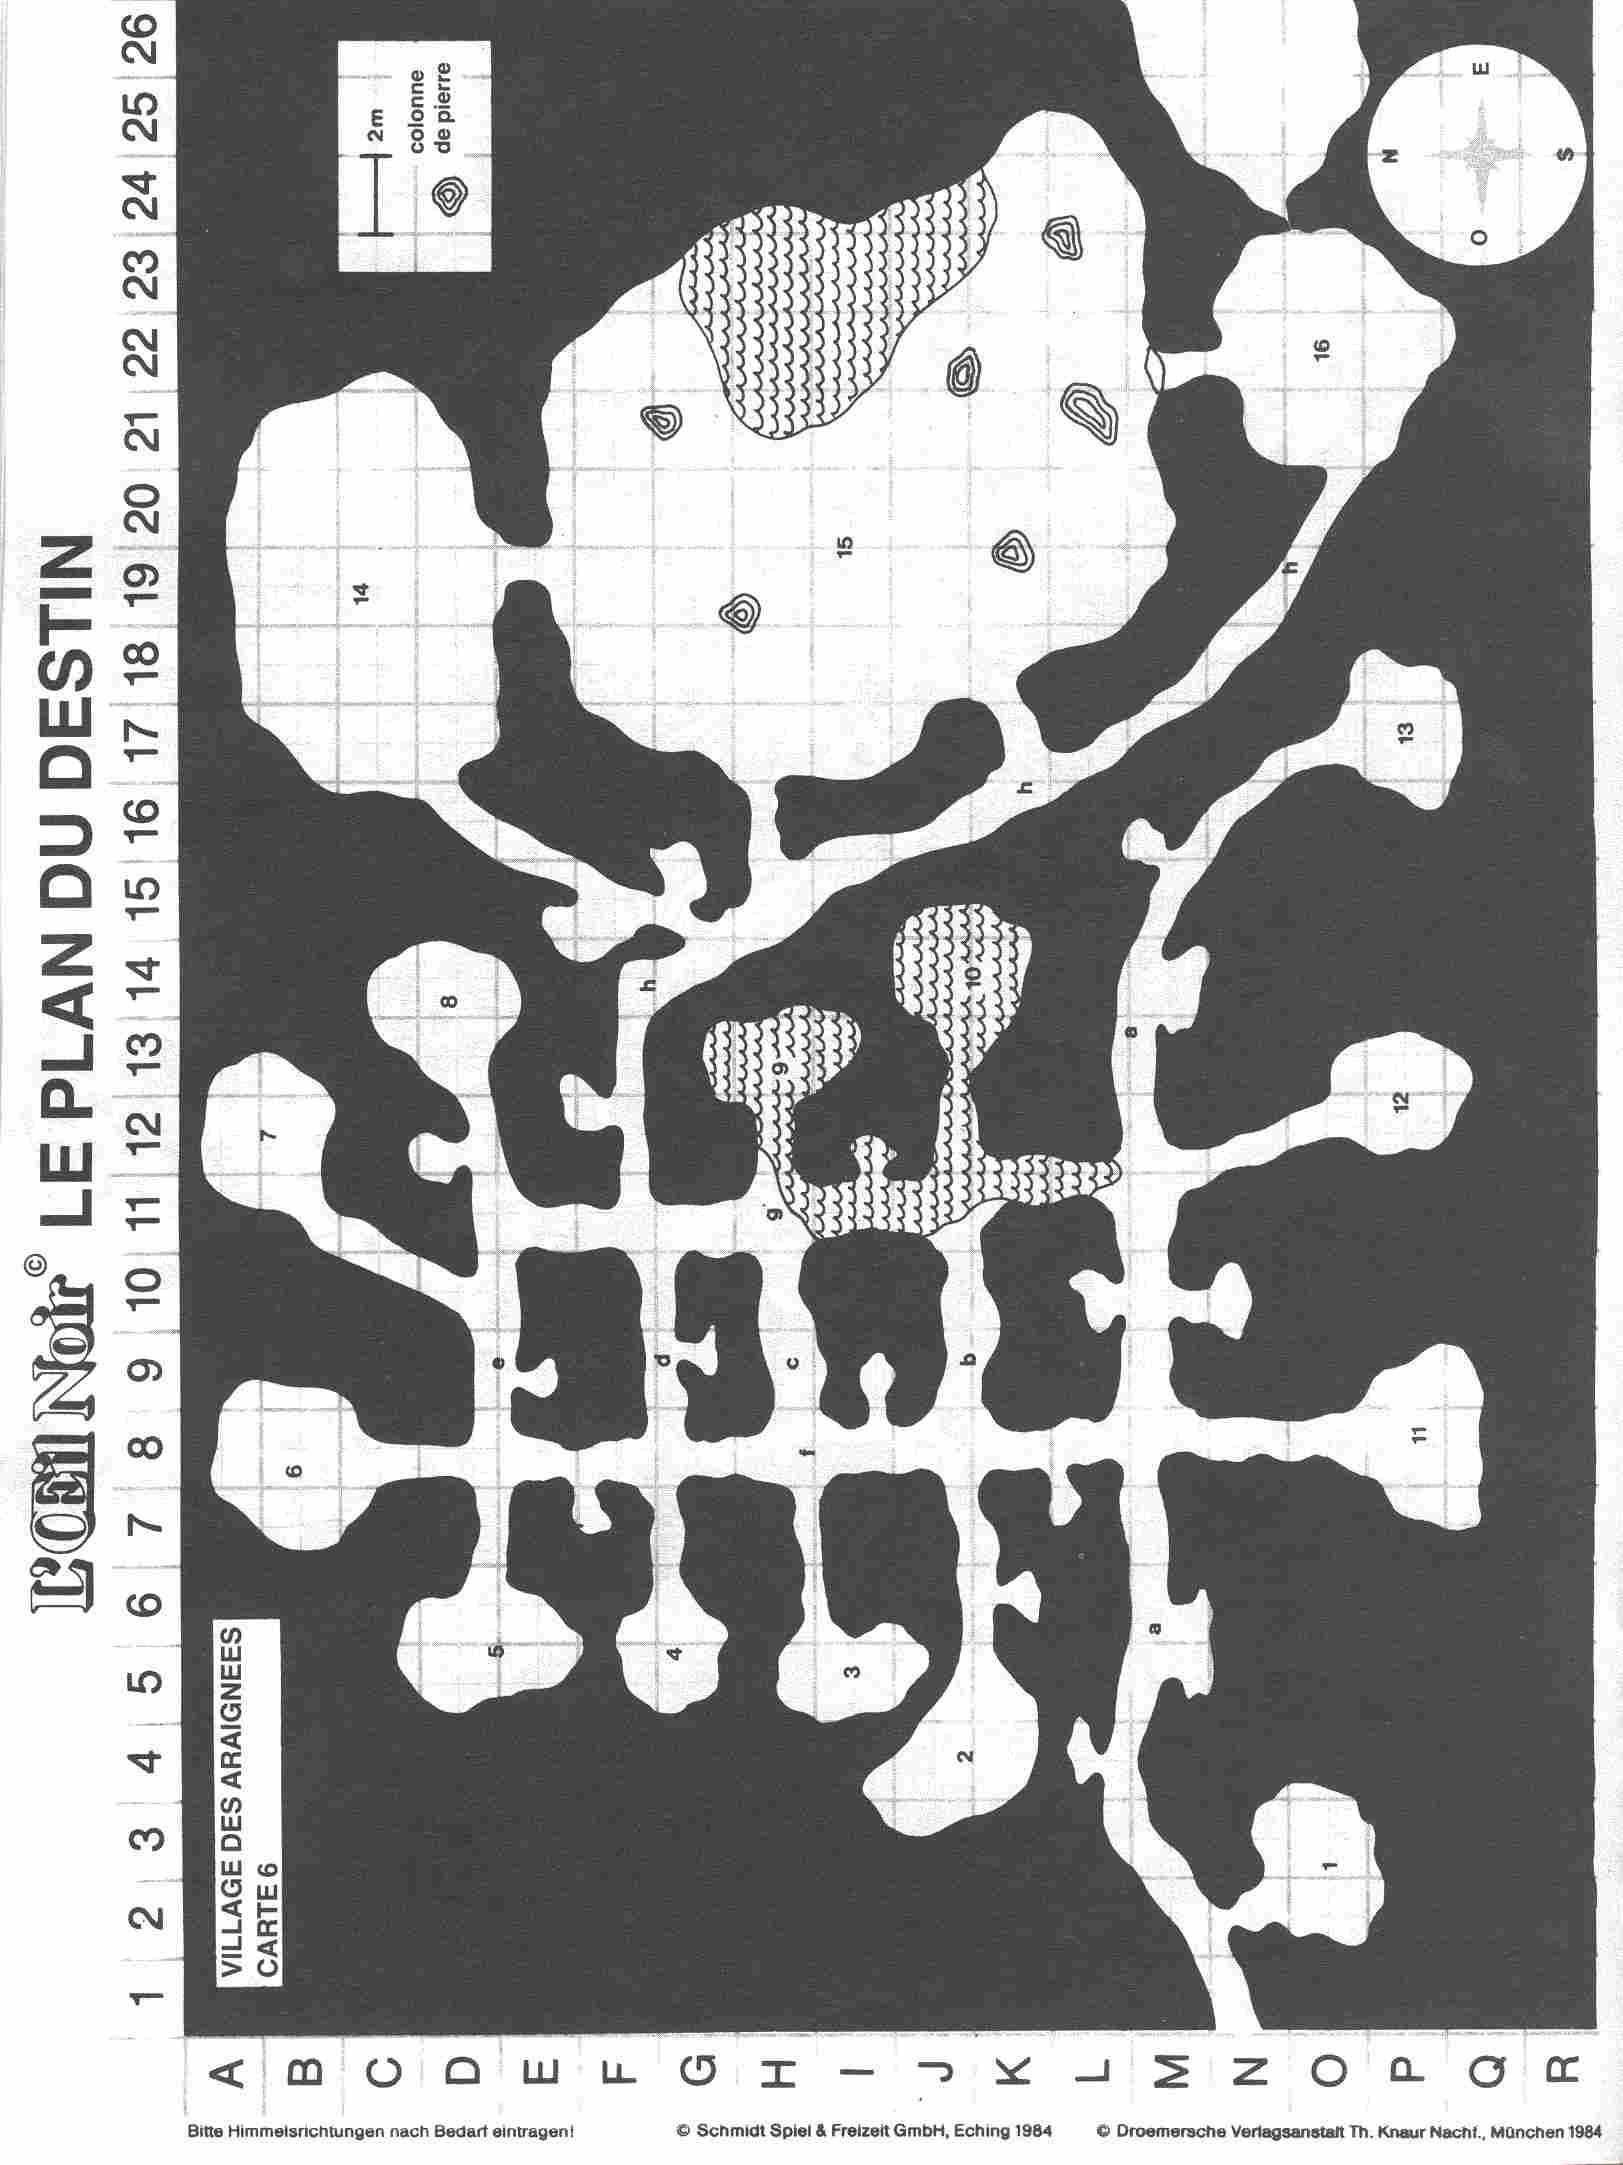 L'Œil Noir © LE PLAN DU DESTIN
1 2 3 4 5 6 7 8 9 10 11 12 13 14 15 16 17 18 19 20 21 22 23 24 25 26
A
B
C
D
E
F
G
H
I
J
K
L
M
N
O
P
Q
R
VILLAGE DES ARAIGNEES
CARTE 6
2m
colonne
de pierre
N
E
S
O
1
2
3
4
5
6
7
8
9
10
11
12
13
14
15
16
a
a
b
c
d
e
f
g
h
h
h
Bitte Himmelsrichtungen nach Bedarf eintragen!
© Schmidt Spiel & Freizeit GmbH, Eching 1984
© Droemersche Verlagsanstalt Th. Knaur Nachf., München 1984